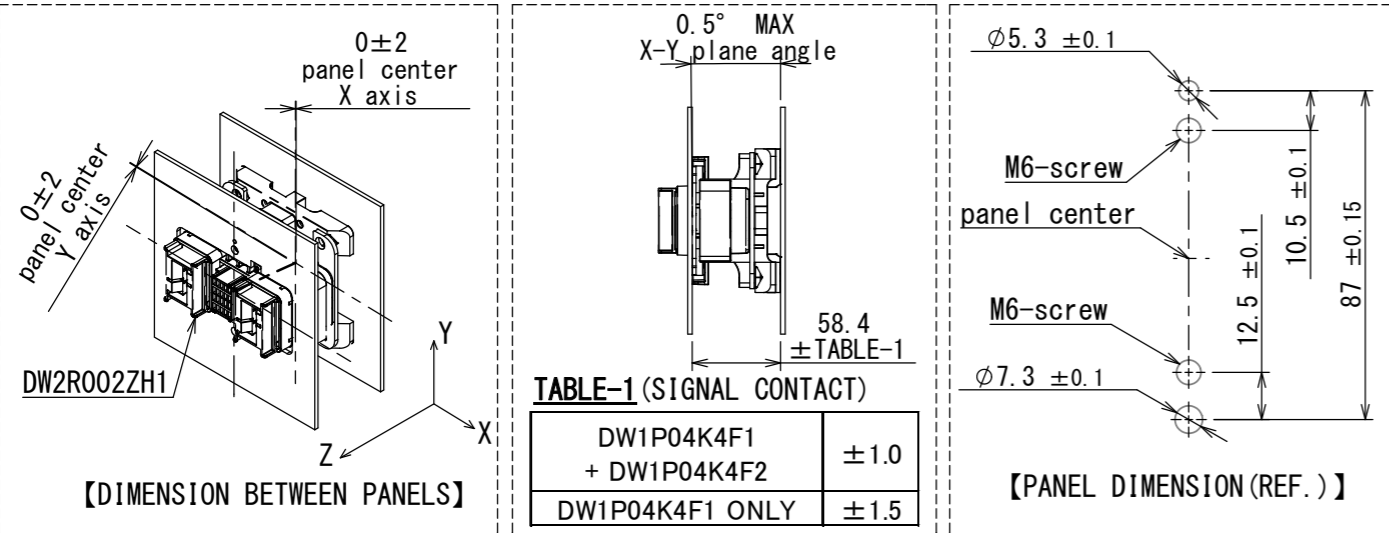 0±2
panel center
X axis
0±2
panel center
Y axis
DW2R002ZH1
Y
X
Z
【DIMENSION BETWEEN PANELS】
0.5° MAX
X-Y plane angle
58.4
±TABLE-1
TABLE-1(SIGNAL CONTACT)
DW1P04K4F1
+ DW1P04K4F2
±1.0
DW1P04K4F1 ONLY
±1.5
∅5.3 ±0.1
M6-screw
panel center
M6-screw
∅7.3 ±0.1
12.5 ±0.1
10.5 ±0.1
87 ±0.15
【PANEL DIMENSION(REF.)】